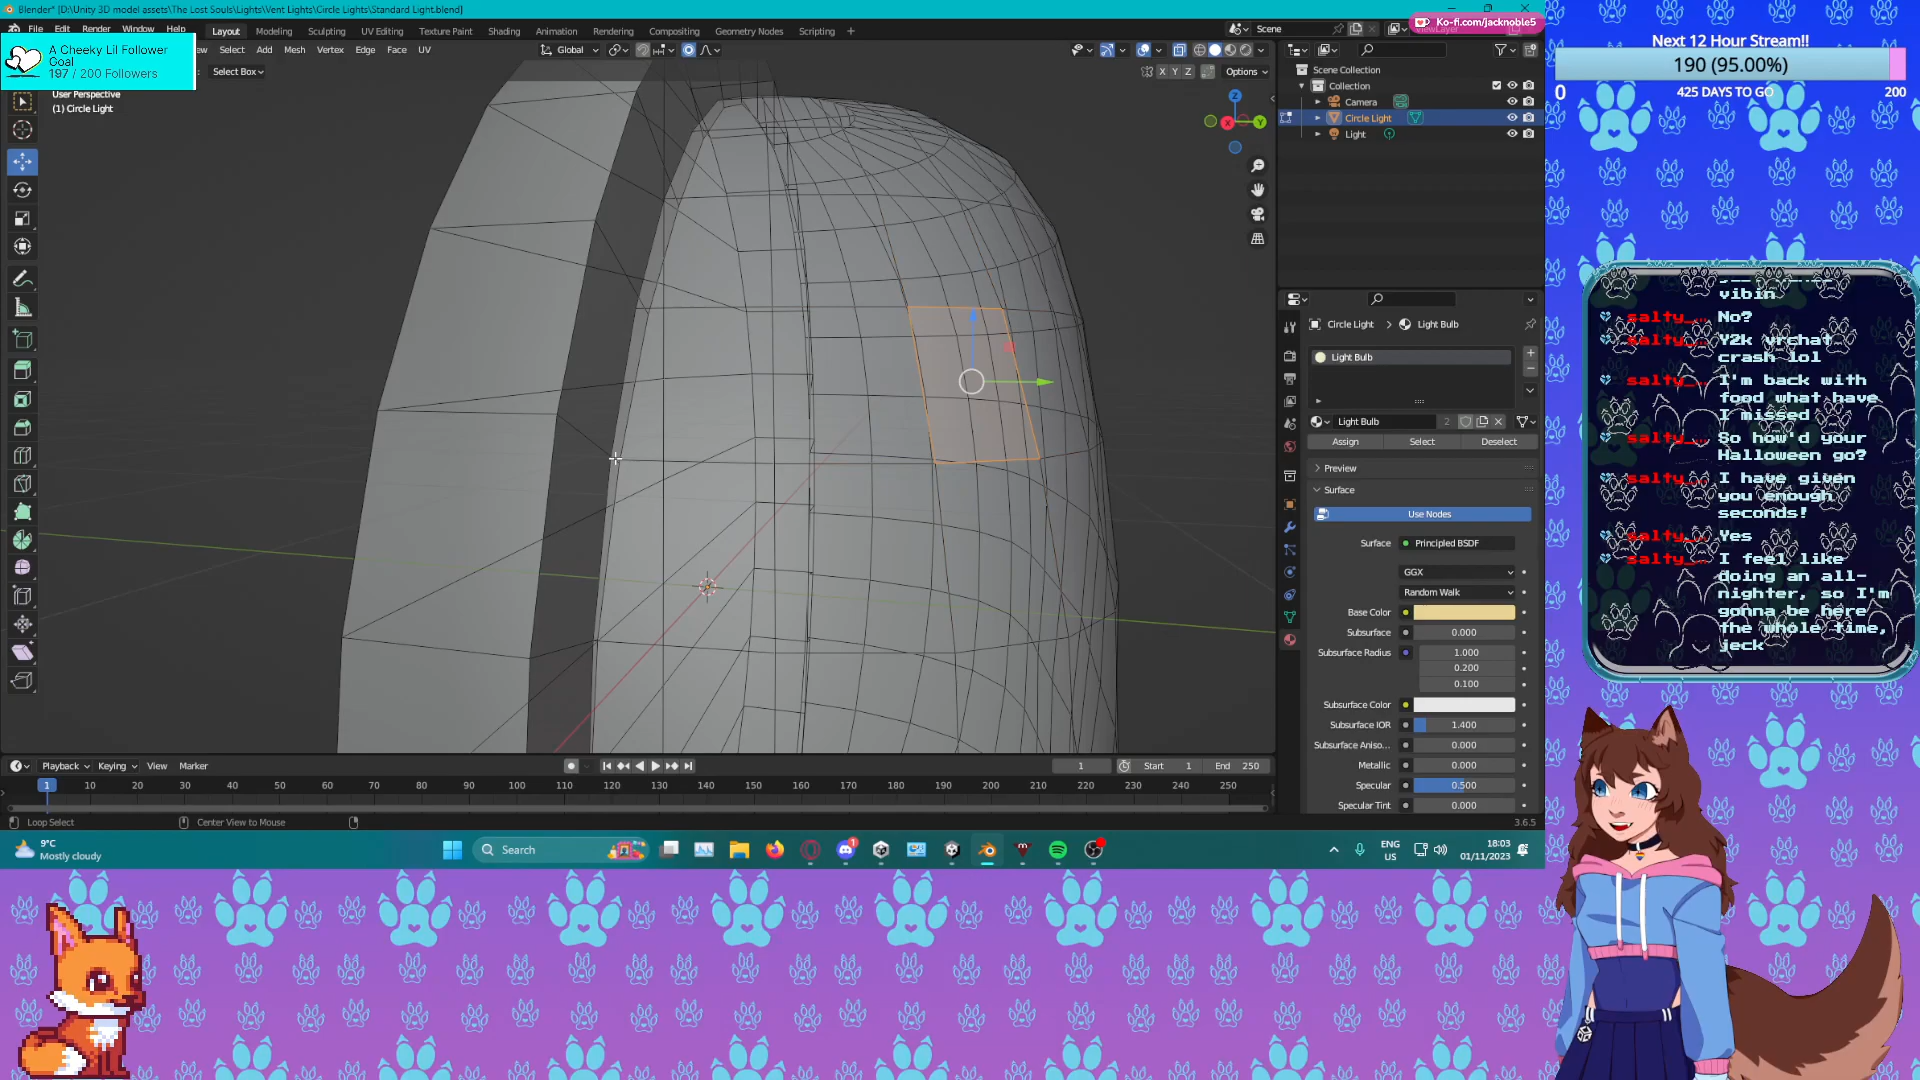 Blender* [D:\Unity 3D model assets\The Lost Souls\Lights\Vent Lights\Circle Lights\Standard Light.blend]
File Edit Render Window Help Layout Modeling Sculpting UV Editing Texture Paint Shading Animation Rendering Compositing Geometry Nodes Scripting
Scene
Ko-fi.com/jacknoble5
A Cheeky Lil Follower
Goal
197 / 200 Followers
Select Add Mesh Vertex Edge Face UV
Global
Select Box
X Y Z
Options
User Perspective
(1) Circle Light
Z
X
Y
Scene Collection
Collection
Camera
Circle Light
Light
Circle Light > Light Bulb
Light Bulb
Light Bulb 2
Assign Select Deselect
Preview
Surface
Use Nodes
Surface Principled BSDF
GGX
Random Walk
Base Color
Subsurface 0.000
Subsurface Radius 1.000
0.200
0.100
Subsurface Color
Subsurface IOR 1.400
Subsurface Aniso... 0.000
Metallic 0.000
Specular 0.500
Specular Tint 0.000
Playback Keying View Marker
1 Start 1 End 250
1 10 20 30 40 50 60 70 80 90 100 110 120 130 140 150 160 170 180 190 200 210 220 230 240 250
Loop Select Center View to Mouse 3.6.5
9°C
Mostly cloudy
Search
ENG
US
18:03
01/11/2023
Next 12 Hour Stream!!
190 (95.00%)
0 425 DAYS TO GO 200
vibin
salty_... No?
salty_... Y2k vrchat
crash lol
salty_... I'm back with
food what have
I missed
salty_... So how'd your
Halloween go?
salty_... I have given
you enough
seconds!
salty_... Yes
salty_... I feel like
doing an all-
nighter, so I'm
gonna be here
the whole time,
jeck